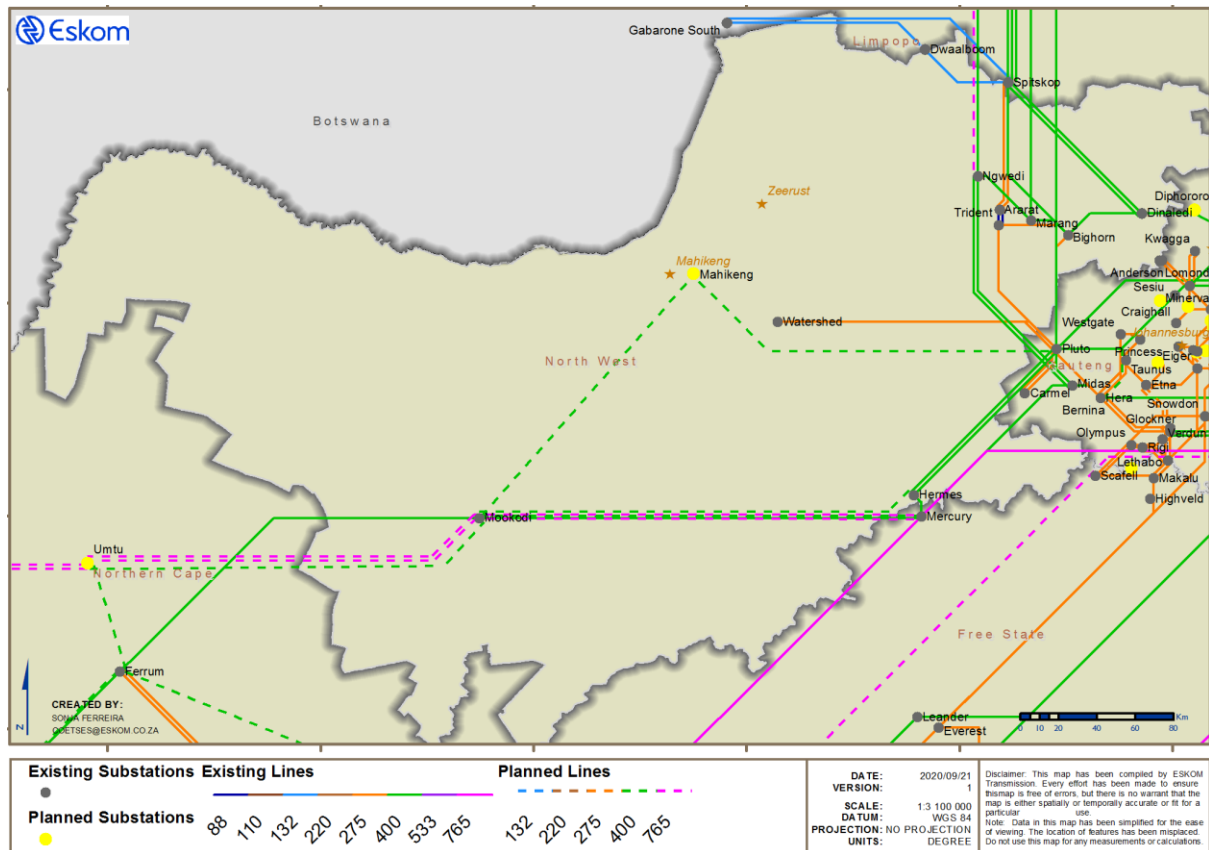 Eskom
Gabarone South
Limpopo
Dwaalboom
Spitskop
Botswana
Ngwedi
Zeerust
Diphororo
Trident
Ararat
Marang
Dinaledi
Bighorn
Kwagga
Mahikeng
Mahikeng
Anderson
Lomond
Sesiu
Minerva
Craighall
Watershed
Westgate
Johannesburg
North West
Pluto
Princess
Eiger
Gauteng
Taunus
Midas
Etna
Carmel
Hera
Bernina
Snowdon
Glockner
Olympus
Verdun
Rigi
Lethabo
Scafell
Makalu
Hermes
Highveld
Mookodi
Mercury
Umtu
Northern Cape
Free State
Ferrum
N
CREATED BY:
SONJA FERREIRA
Leander
Everest
Km
0 10 20 40 60 80
Existing Substations
Planned Substations
Existing Lines
88 110 132 220 275 400 533 765
Planned Lines
132 220 275 400 765
DATE: 2020/09/21
VERSION: 1
SCALE: 1:3 100 000
DATUM: WGS 84
PROJECTION: NO PROJECTION
UNITS: DEGREE
Disclaimer: This map has been compiled by ESKOM
Transmission. Every effort has been made to ensure
thismap is free of errors, but there is no warrant that the
map is either spatially or temporally accurate or fit for a
particular use.
Note: Data in this map has been simplified for the ease
of viewing. The location of features has been misplaced.
Do not use this map for any measurements or calculations.